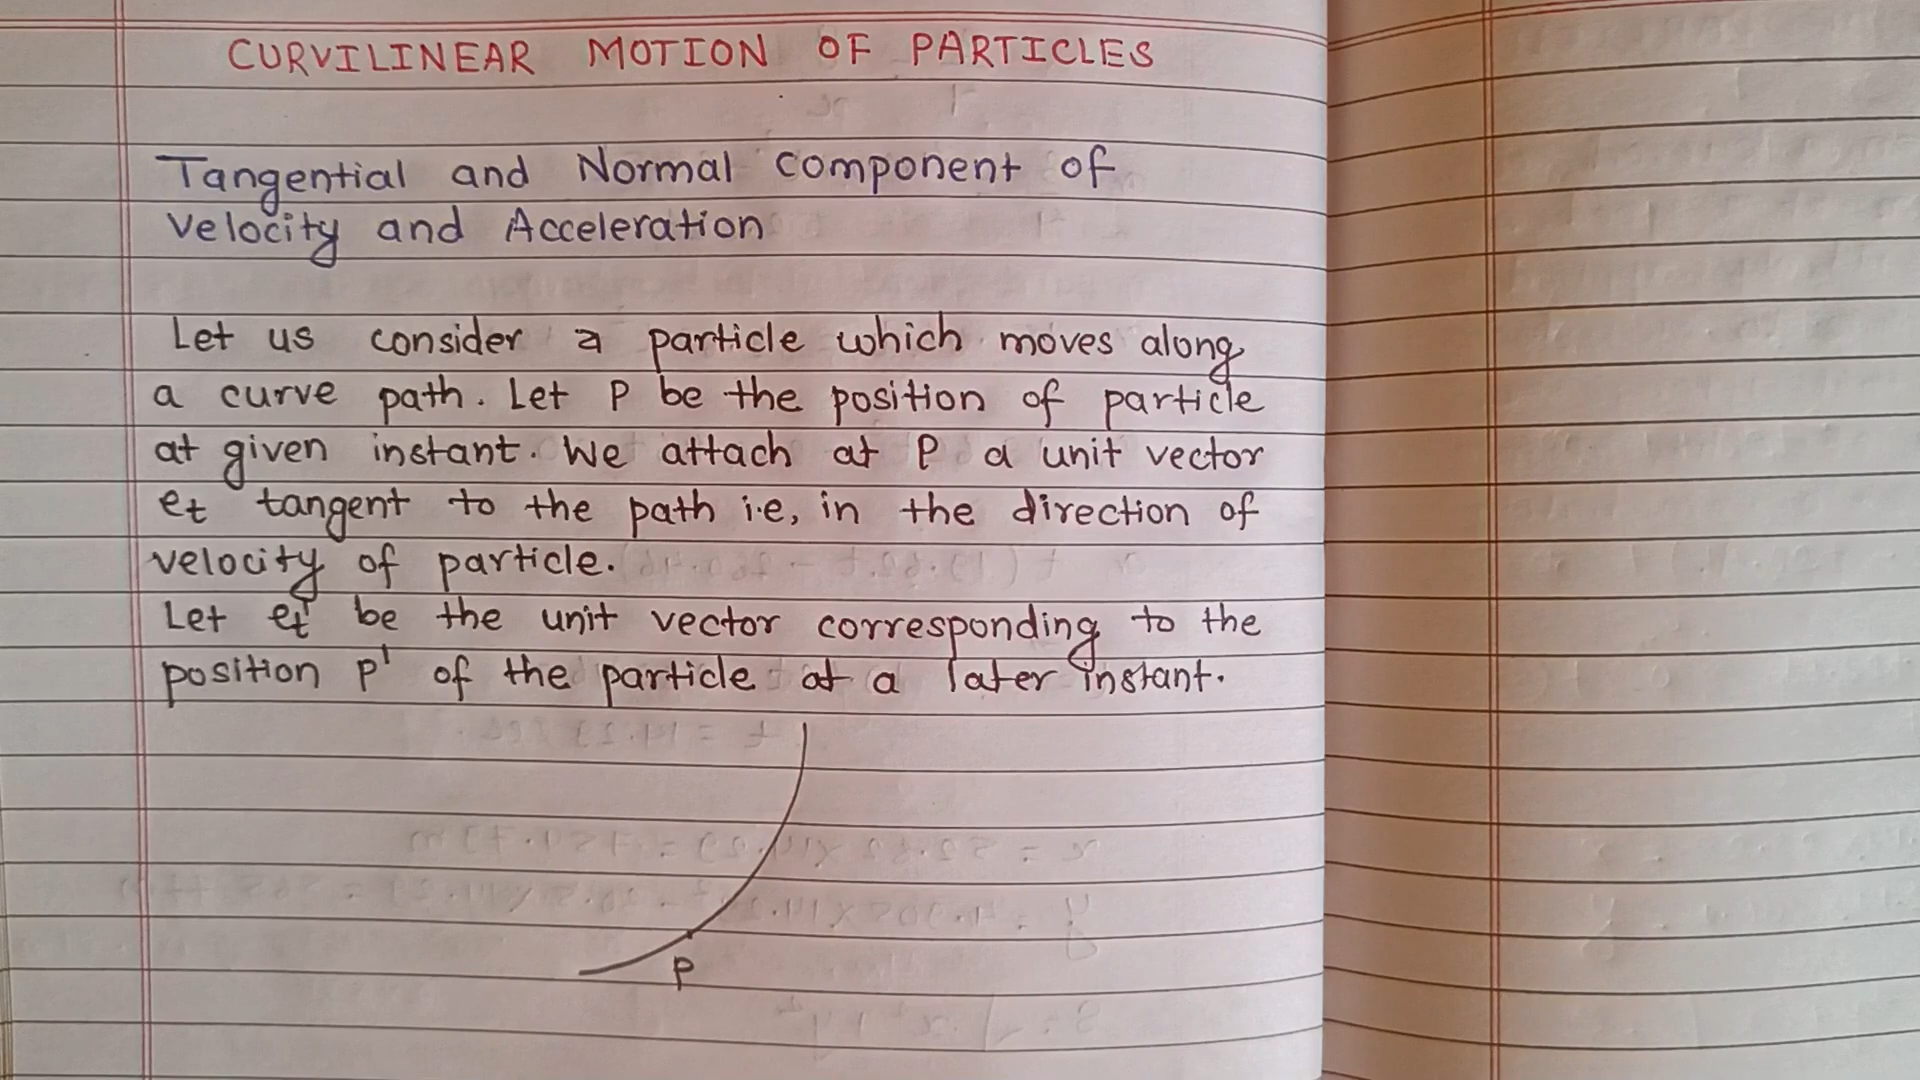 CURVILINEAR MOTION OF PARTICLES
Tangential and Normal component of
velocity and Acceleration
Let us consider a particle which moves along
a curve path. Let P be the position of particle
at given instant. We attach at P a unit vector
et tangent to the path i.e, in the direction of
velocity of particle.
Let et' be the unit vector corresponding to the
position p' of the particle at a later instant.
P